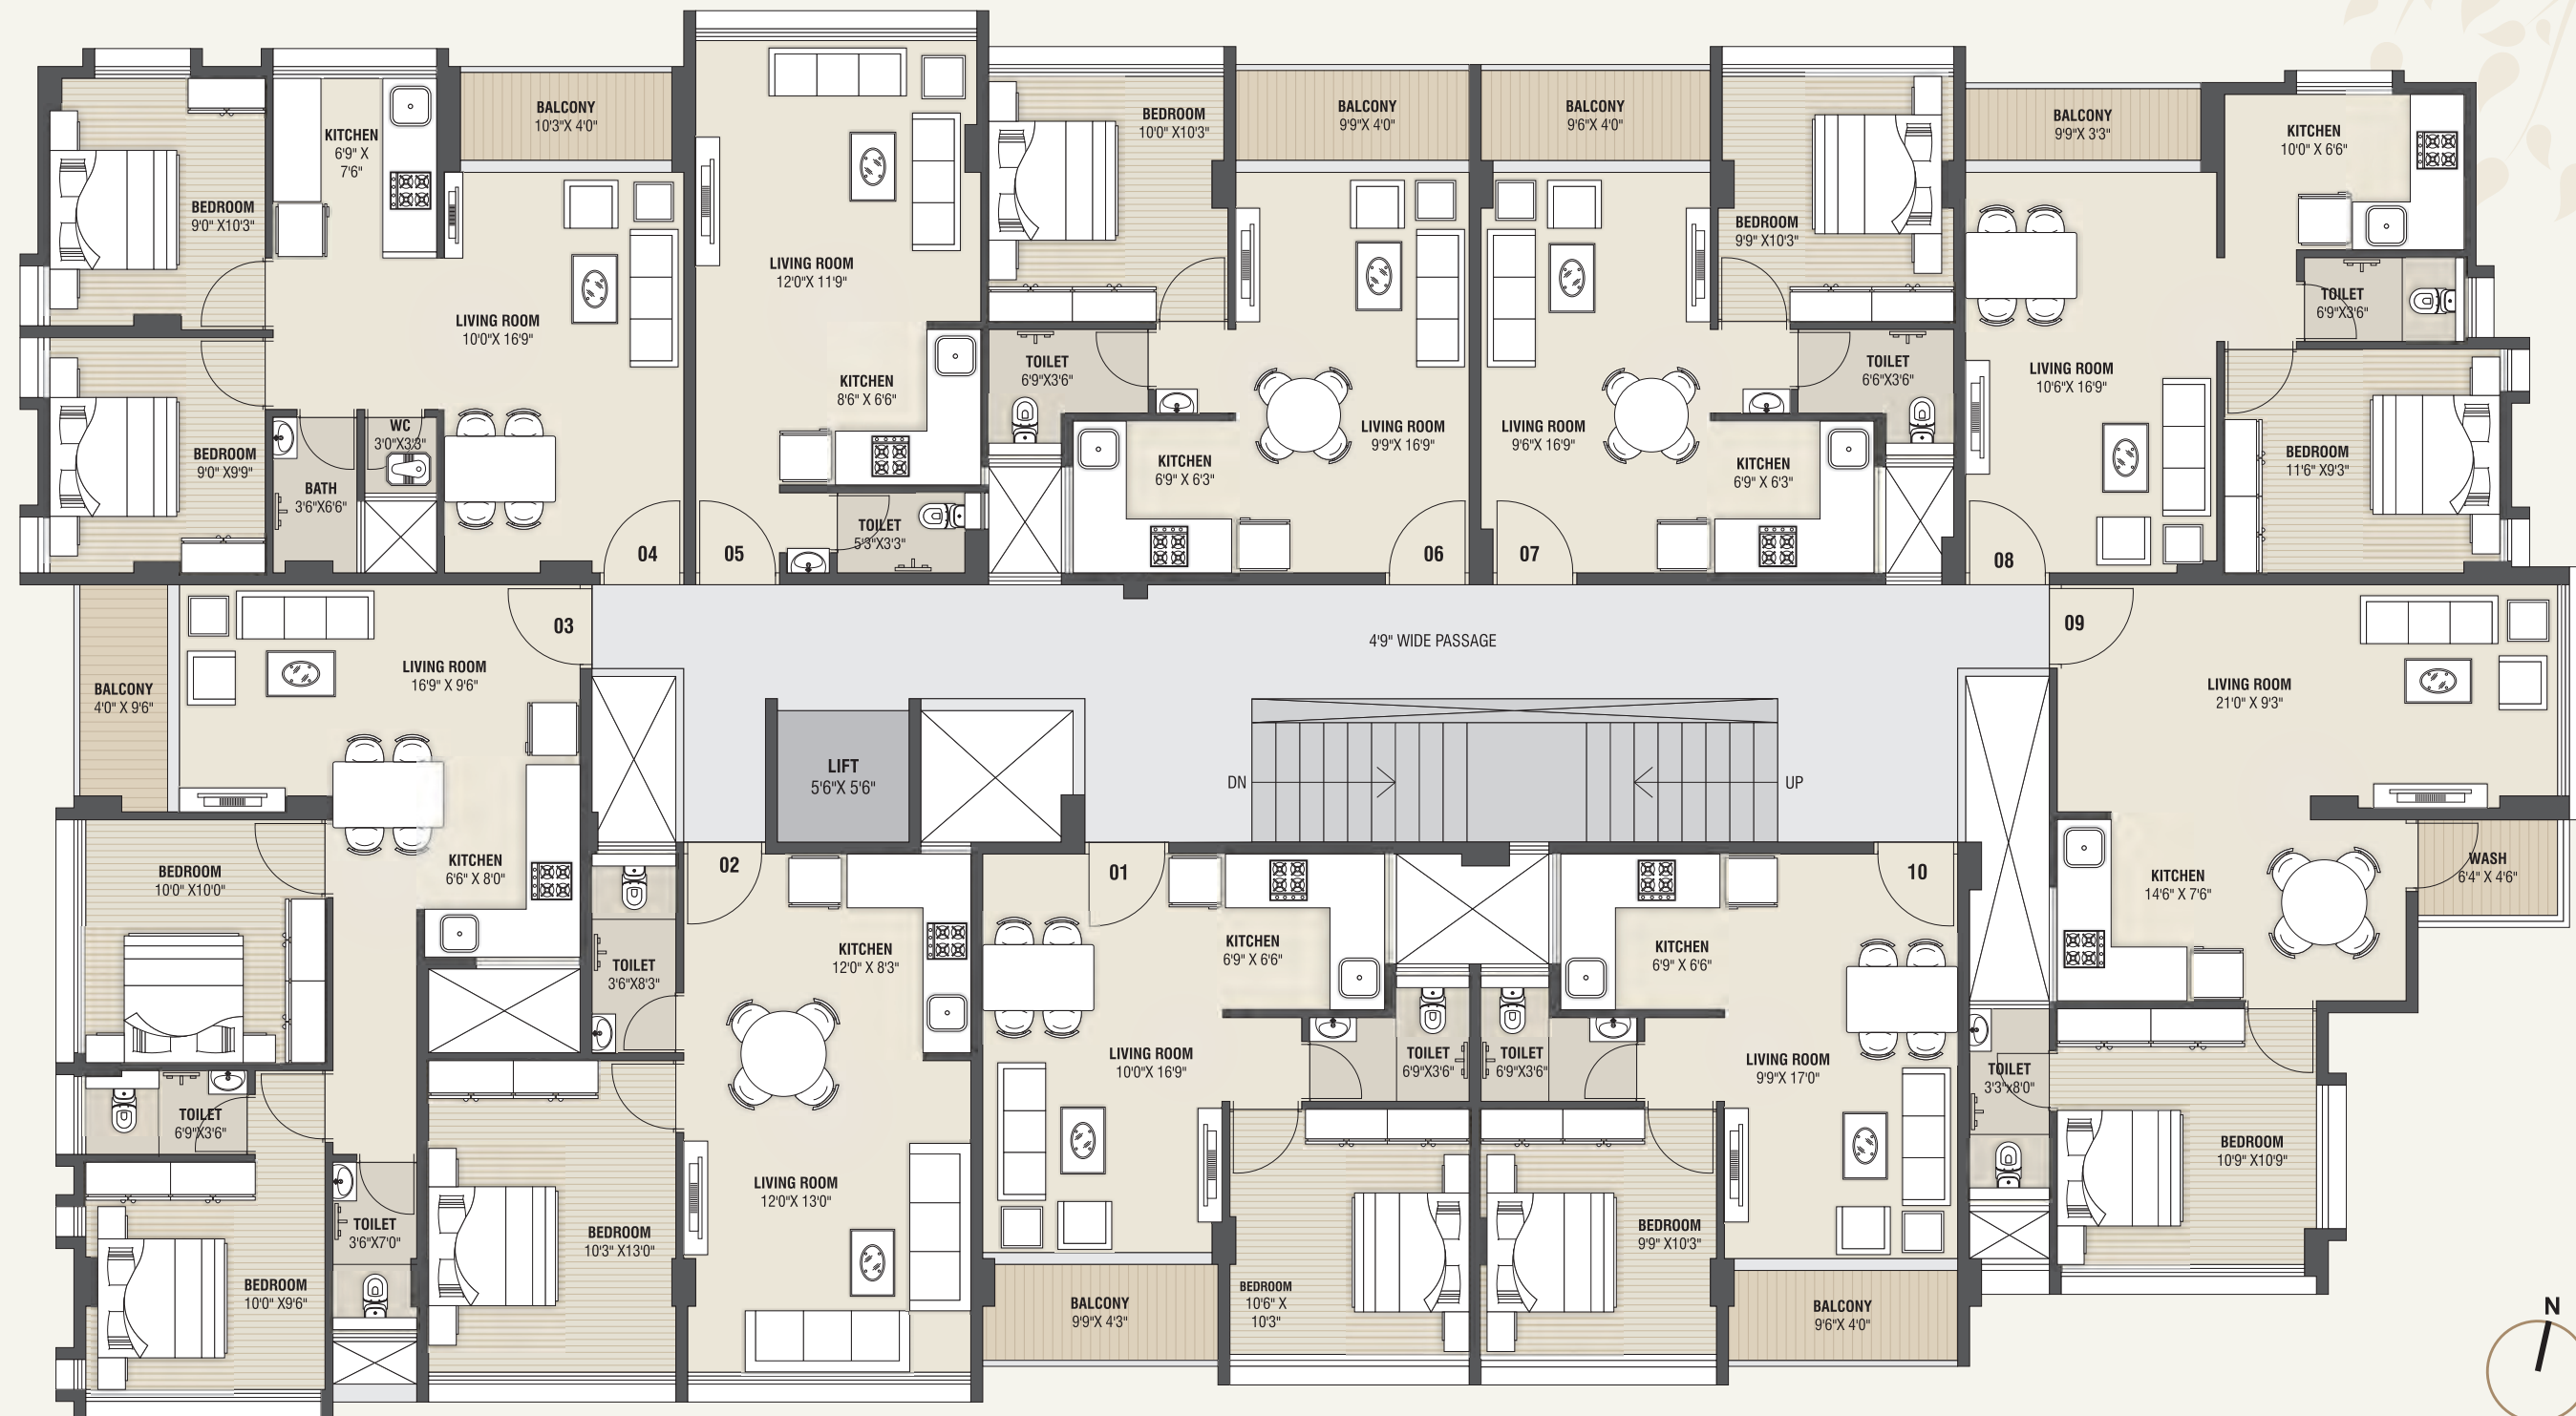 BALCONY
10'3"X 4'0"
KITCHEN
6'9" X
7'6"
BEDROOM
9'0" X10'3"
LIVING ROOM
10'0"X 16'9"
BEDROOM
9'0" X9'9"
BATH
3'6"X6'6"
WC
3'0"X3'3"
04
LIVING ROOM
12'0"X 11'9"
KITCHEN
8'6" X 6'6"
TOILET
5'3"X3'3"
05
BEDROOM
10'0" X10'3"
BALCONY
9'9"X 4'0"
TOILET
6'9"X3'6"
LIVING ROOM
9'9"X 16'9"
KITCHEN
6'9" X 6'3"
06
BALCONY
9'6"X 4'0"
BEDROOM
9'9" X10'3"
TOILET
6'6"X3'6"
LIVING ROOM
9'6"X 16'9"
KITCHEN
6'9" X 6'3"
07
BALCONY
9'9"X 3'3"
KITCHEN
10'0" X 6'6"
TOILET
6'9"X3'6"
LIVING ROOM
10'6"X 16'9"
BEDROOM
11'6" X9'3"
08
03
LIVING ROOM
16'9" X 9'6"
BALCONY
4'0" X 9'6"
KITCHEN
6'6" X 8'0"
BEDROOM
10'0" X10'0"
TOILET
6'9"X3'6"
BEDROOM
10'0" X9'6"
TOILET
3'6"X7'0"
4'9" WIDE PASSAGE
LIFT
5'6"X 5'6"
DN
UP
02
KITCHEN
12'0" X 8'3"
TOILET
3'6"X8'3"
LIVING ROOM
12'0"X 13'0"
BEDROOM
10'3" X13'0"
01
KITCHEN
6'9" X 6'6"
LIVING ROOM
10'0"X 16'9"
TOILET
6'9"X3'6"
BALCONY
9'9"X 4'3"
BEDROOM
10'6" X
10'3"
10
KITCHEN
6'9" X 6'6"
TOILET
6'9"X3'6"
LIVING ROOM
9'9"X 17'0"
BEDROOM
9'9" X10'3"
BALCONY
9'6"X 4'0"
09
LIVING ROOM
21'0" X 9'3"
WASH
6'4" X 4'6"
KITCHEN
14'6" X 7'6"
TOILET
3'3"x8'0"
BEDROOM
10'9" X10'9"
N